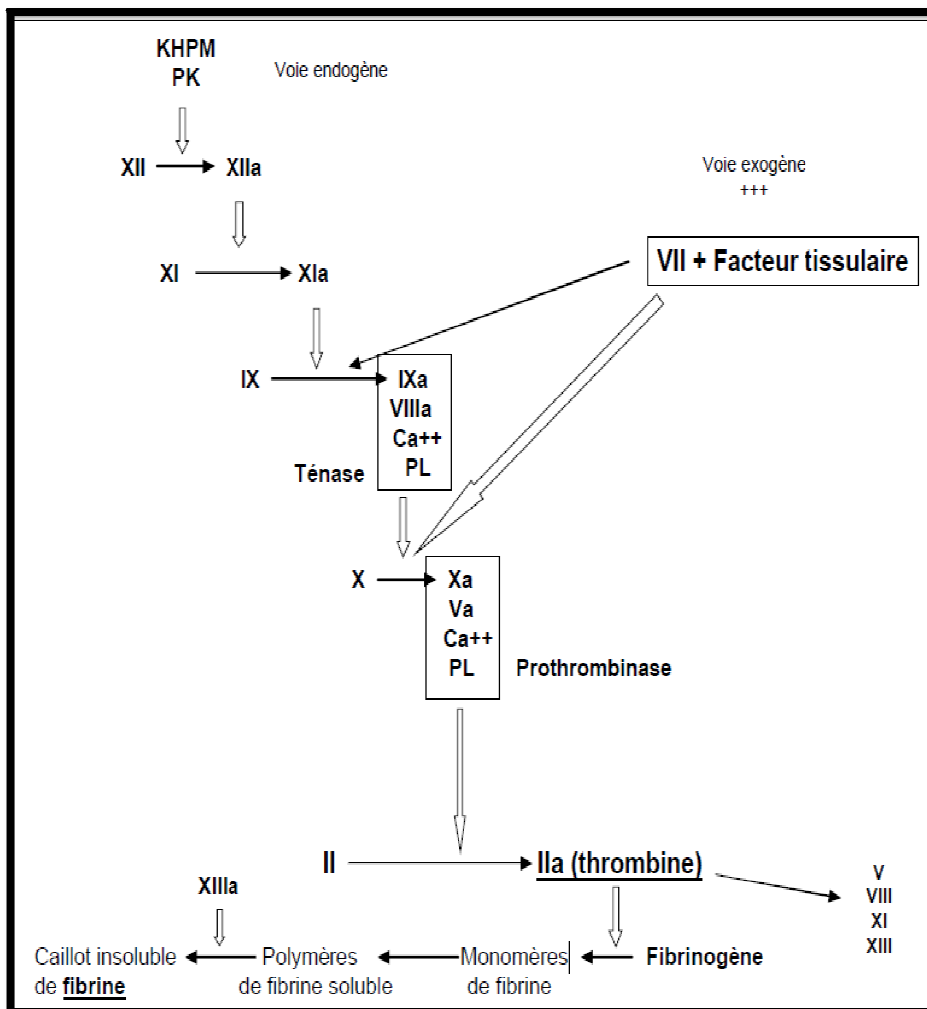 KHPM
PK
Voie endogène
XII
XIIa
Voie exogène
+++
VII + Facteur tissulaire
XI
XIa
IX
IXa
VIIIa
Ca++
PL
Ténase
X
Xa
Va
Ca++
PL
Prothrombinase
II
IIa (thrombine)
V
VIII
XI
XIII
XIIIa
Caillot insoluble
de fibrine
Polymères
de fibrine soluble
Monomères
de fibrine
Fibrinogène